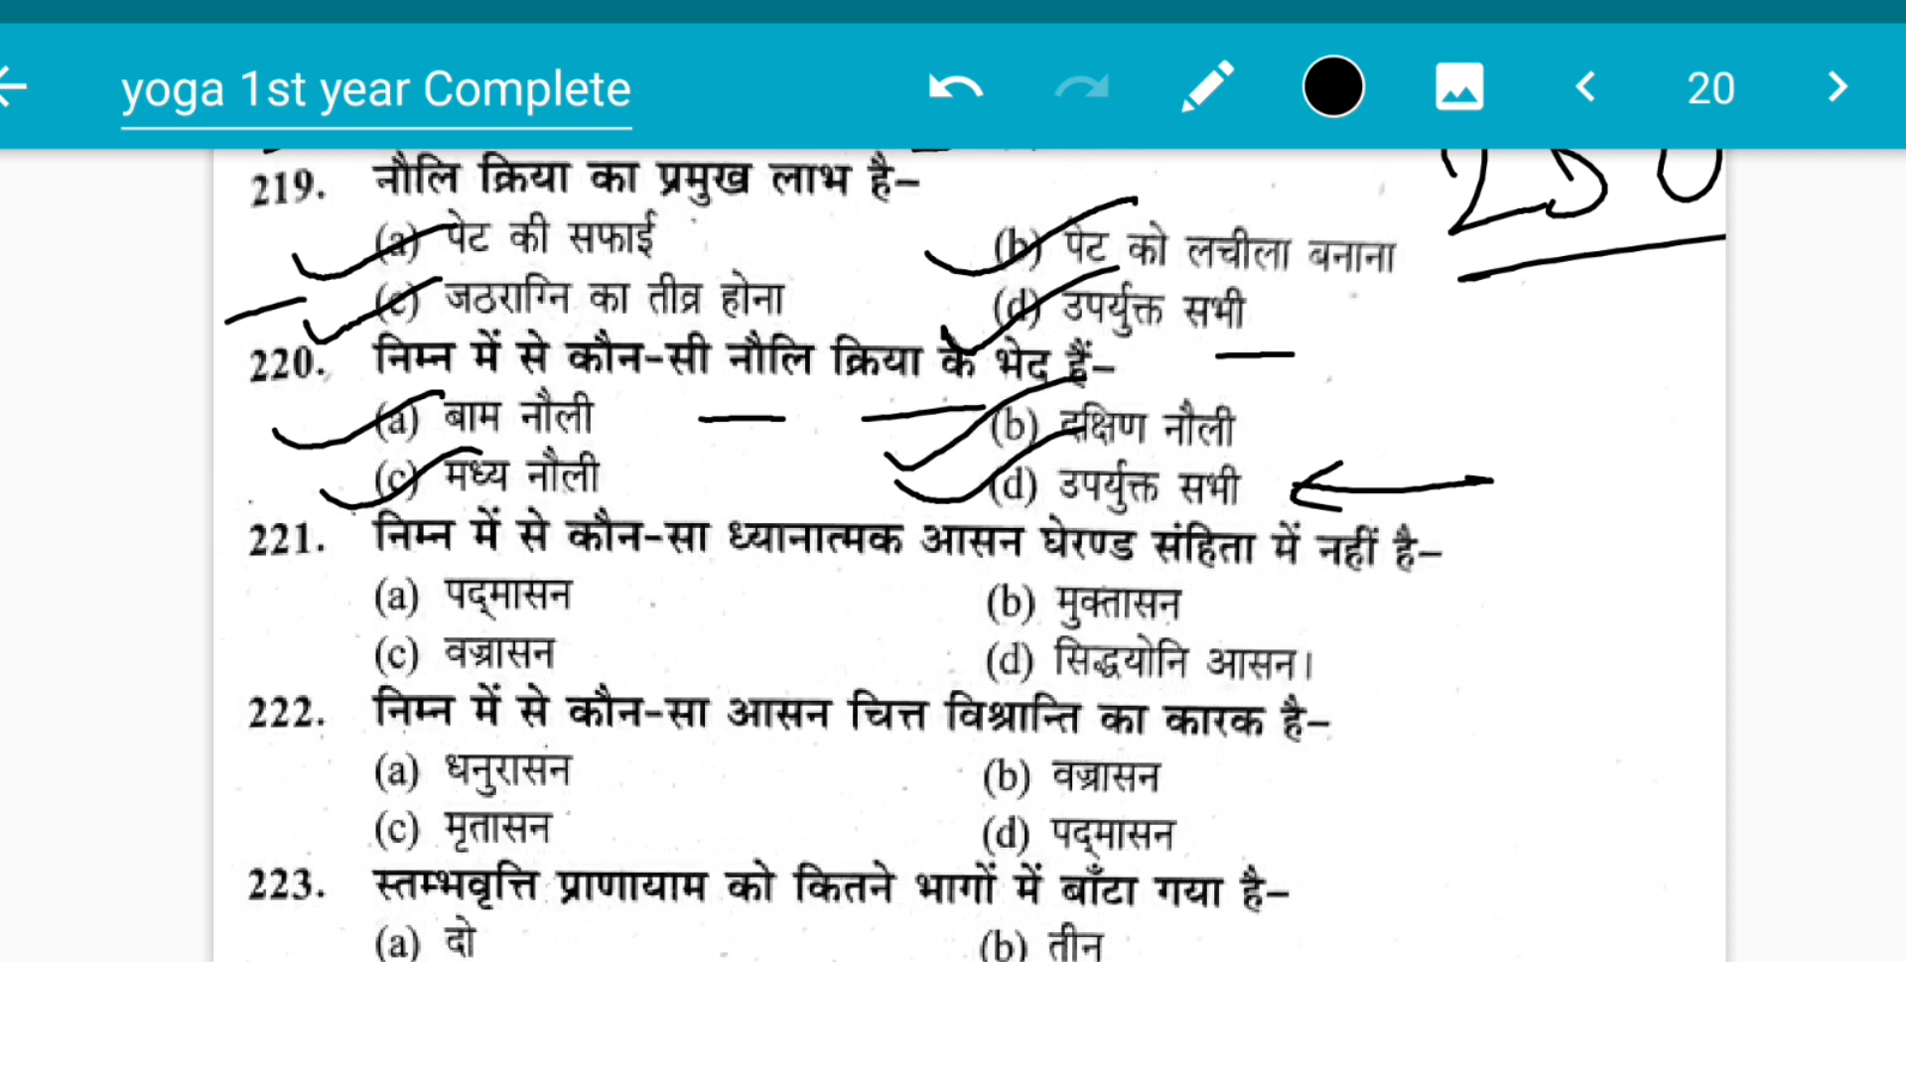 yoga 1st year Complete 20
250
219. नौलि क्रिया का प्रमुख लाभ है–
(a) पेट की सफाई (b) पेट को लचीला बनाना
(c) जठराग्नि का तीव्र होना (d) उपर्युक्त सभी
220. निम्न में से कौन-सी नौलि क्रिया के भेद हैं–
(a) बाम नौली (b) दक्षिण नौली
(c) मध्य नौली (d) उपर्युक्त सभी
221. निम्न में से कौन-सा ध्यानात्मक आसन घेरण्ड संहिता में नहीं है–
(a) पद्मासन (b) मुक्तासन
(c) वज्रासन (d) सिद्धयोनि आसन।
222. निम्न में से कौन-सा आसन चित्त विश्रान्ति का कारक है–
(a) धनुरासन (b) वज्रासन
(c) मृतासन (d) पद्मासन
223. स्तम्भवृत्ति प्राणायाम को कितने भागों में बाँटा गया है–
(a) दो (b) तीन